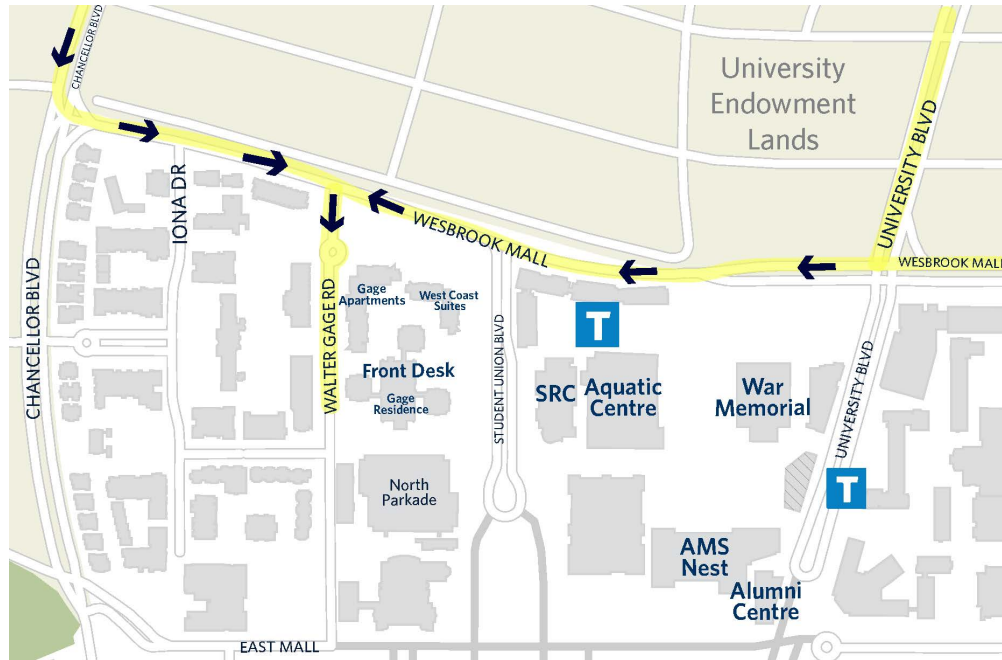 CHANCELLOR BLVD
University
Endowment
Lands
UNIVERSITY BLVD
IONA DR
WESBROOK MALL
WESBROOK MALL
CHANCELLOR BLVD
WALTER GAGE RD
Gage
Apartments
West Coast
Suites
T
STUDENT UNION BLVD
UNIVERSITY BLVD
Front Desk
Gage
Residence
SRC
Aquatic
Centre
War
Memorial
North
Parkade
T
AMS
Nest
Alumni
Centre
EAST MALL